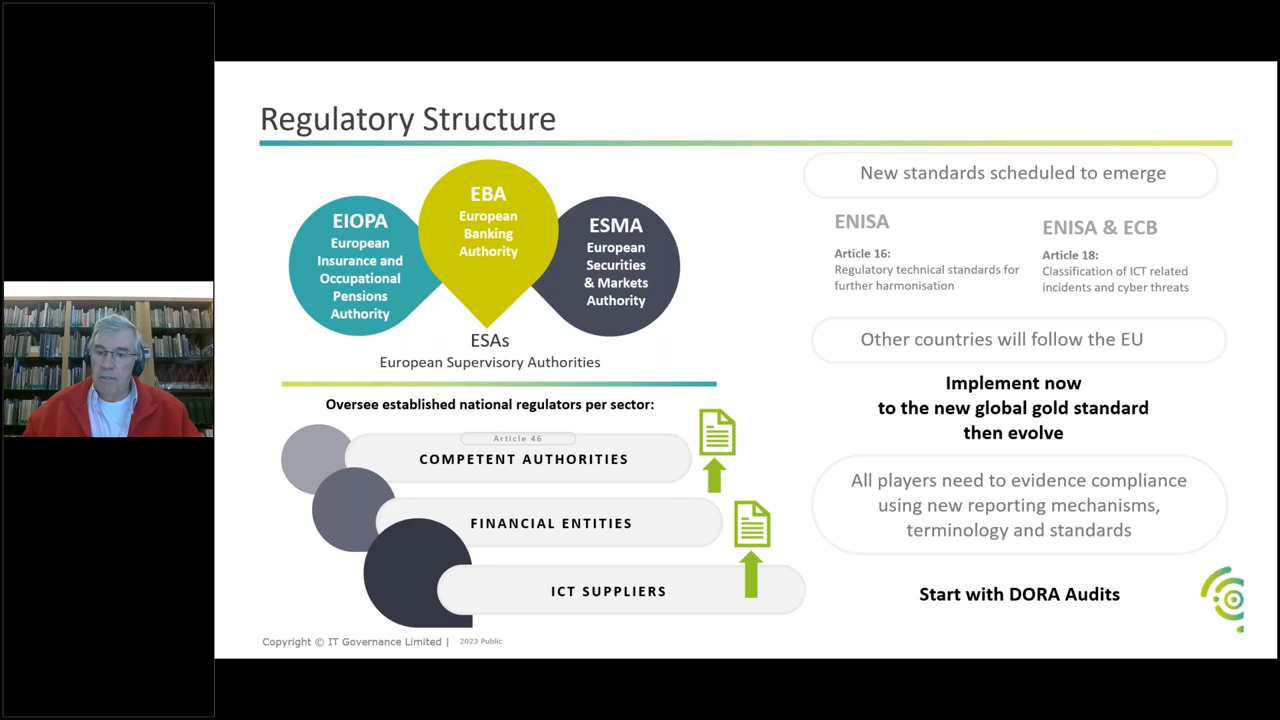 Regulatory Structure
EIOPA
European
Insurance and
Occupational
Pensions
Authority
EBA
European
Banking
Authority
ESMA
European
Securities
& Markets
Authority
ESAs
European Supervisory Authorities
Oversee established national regulators per sector:
Article 46
COMPETENT AUTHORITIES
FINANCIAL ENTITIES
ICT SUPPLIERS
New standards scheduled to emerge
ENISA
Article 16:
Regulatory technical standards for
further harmonisation
ENISA & ECB
Article 18:
Classification of ICT related
incidents and cyber threats
Other countries will follow the EU
Implement now
to the new global gold standard
then evolve
All players need to evidence compliance
using new reporting mechanisms,
terminology and standards
Start with DORA Audits
Copyright © IT Governance Limited | 2023 Public